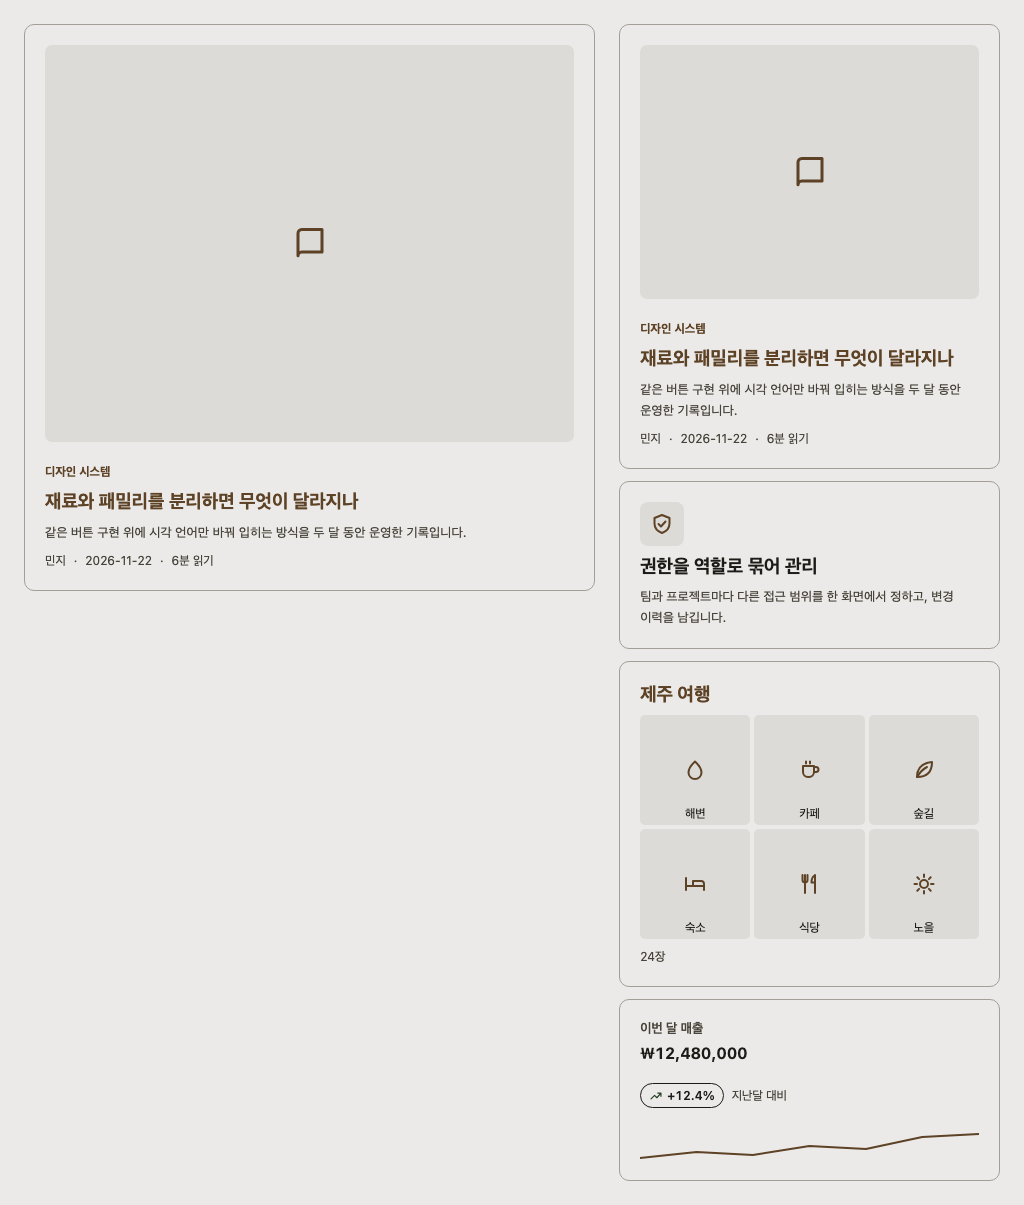 디자인 시스템
재료와 패밀리를 분리하면 무엇이 달라지나
같은 버튼 구현 위에 시각 언어만 바꿔 입히는 방식을 두 달 동안 운영한 기록입니다.
민지 · 2026-11-22 · 6분 읽기
디자인 시스템
재료와 패밀리를 분리하면 무엇이 달라지나
같은 버튼 구현 위에 시각 언어만 바꿔 입히는 방식을 두 달 동안
운영한 기록입니다.
민지 · 2026-11-22 · 6분 읽기
권한을 역할로 묶어 관리
팀과 프로젝트마다 다른 접근 범위를 한 화면에서 정하고, 변경
이력을 남깁니다.
제주 여행
해변 카페 숲길
숙소 식당 노을
24장
이번 달 매출
₩12,480,000
+12.4% 지난달 대비